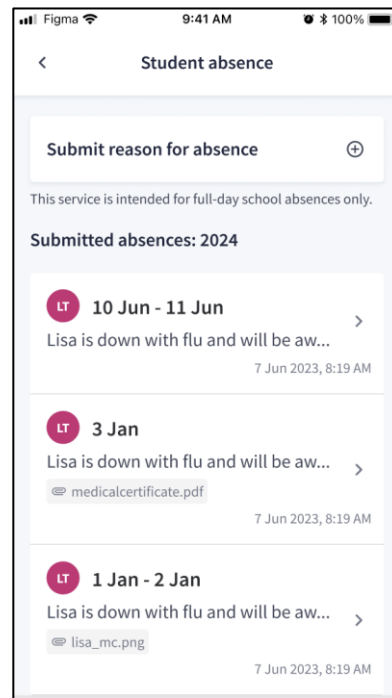 Figma 9:41 AM 100%
Student absence
Submit reason for absence
This service is intended for full-day school absences only.
Submitted absences: 2024
LT 10 Jun - 11 Jun
Lisa is down with flu and will be aw...
7 Jun 2023, 8:19 AM
LT 3 Jan
Lisa is down with flu and will be aw...
medicalcertificate.pdf
7 Jun 2023, 8:19 AM
LT 1 Jan - 2 Jan
Lisa is down with flu and will be aw...
lisa_mc.png
7 Jun 2023, 8:19 AM